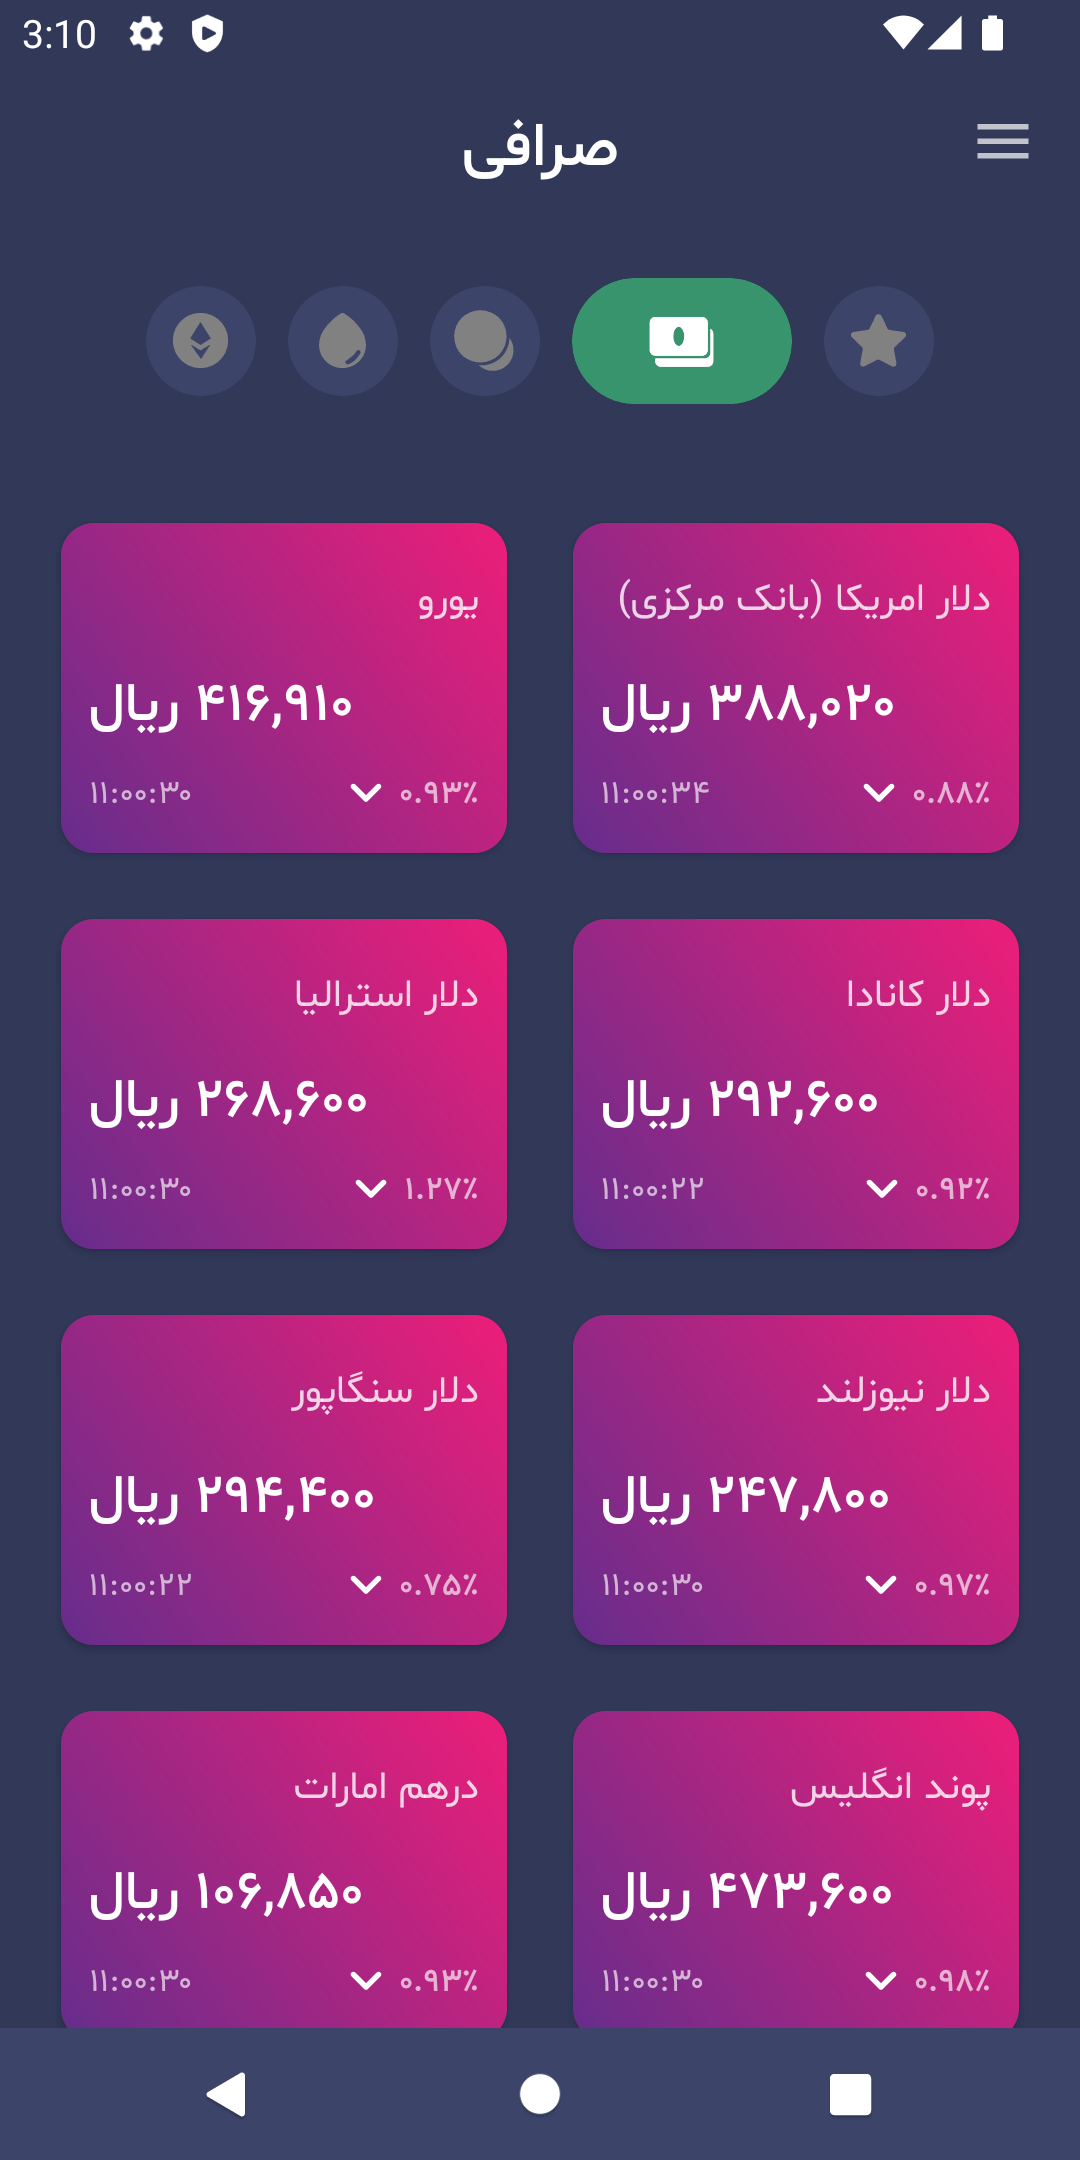 3:10
صرافی
دلار امریکا (بانک مرکزی)
۳۸۸,۰۲۰ ریال
۰.۸۸٪
۱۱:۰۰:۳۴
یورو
۴۱۶,۹۱۰ ریال
۰.۹۳٪
۱۱:۰۰:۳۰
دلار کانادا
۲۹۲,۶۰۰ ریال
۰.۹۲٪
۱۱:۰۰:۲۲
دلار استرالیا
۲۶۸,۶۰۰ ریال
۱.۲۷٪
۱۱:۰۰:۳۰
دلار نیوزلند
۲۴۷,۸۰۰ ریال
۰.۹۷٪
۱۱:۰۰:۳۰
دلار سنگاپور
۲۹۴,۴۰۰ ریال
۰.۷۵٪
۱۱:۰۰:۲۲
پوند انگلیس
۴۷۳,۶۰۰ ریال
۰.۹۸٪
۱۱:۰۰:۳۰
درهم امارات
۱۰۶,۸۵۰ ریال
۰.۹۳٪
۱۱:۰۰:۳۰